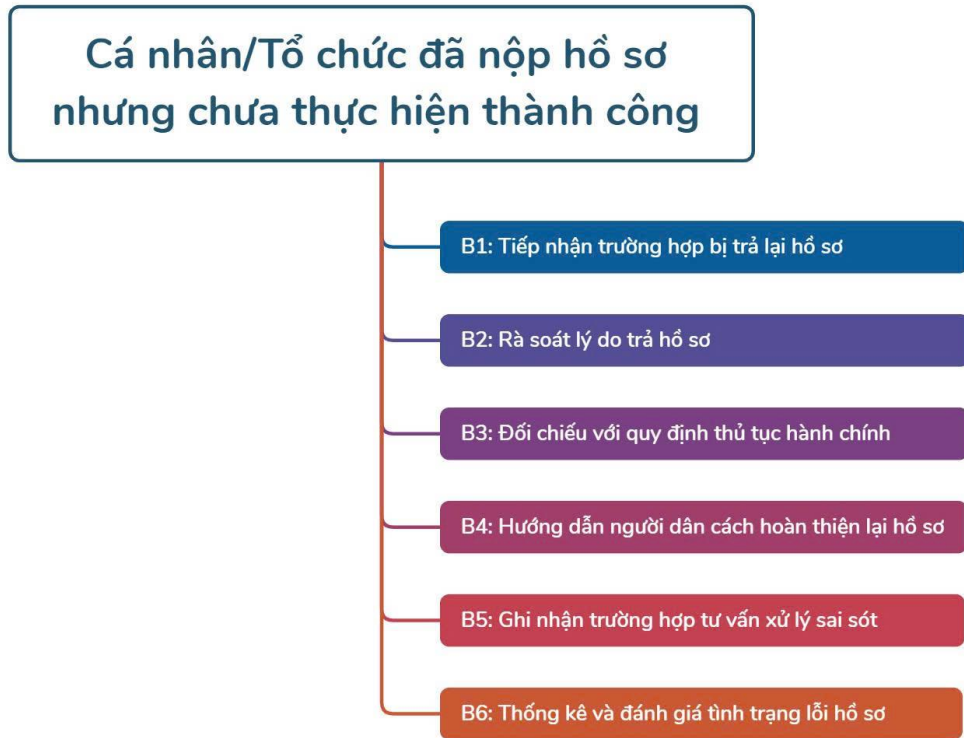 Cá nhân/Tổ chức đã nộp hồ sơ
nhưng chưa thực hiện thành công
B1: Tiếp nhận trường hợp bị trả lại hồ sơ
B2: Rà soát lý do trả hồ sơ
B3: Đối chiếu với quy định thủ tục hành chính
B4: Hướng dẫn người dân cách hoàn thiện lại hồ sơ
B5: Ghi nhận trường hợp tư vấn xử lý sai sót
B6: Thống kê và đánh giá tình trạng lỗi hồ sơ